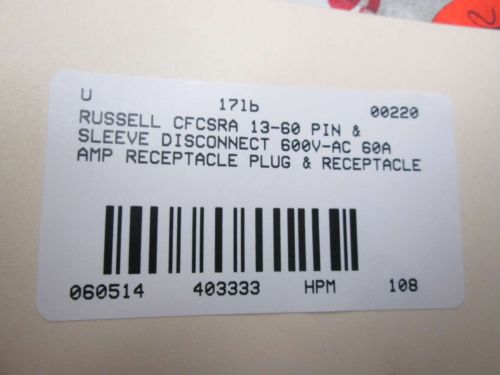 U 17lb 00220
RUSSELL CFCSRA 13-60 PIN &
SLEEVE DISCONNECT 600V-AC 60A
AMP RECEPTACLE PLUG & RECEPTACLE
060514 403333 HPM 108